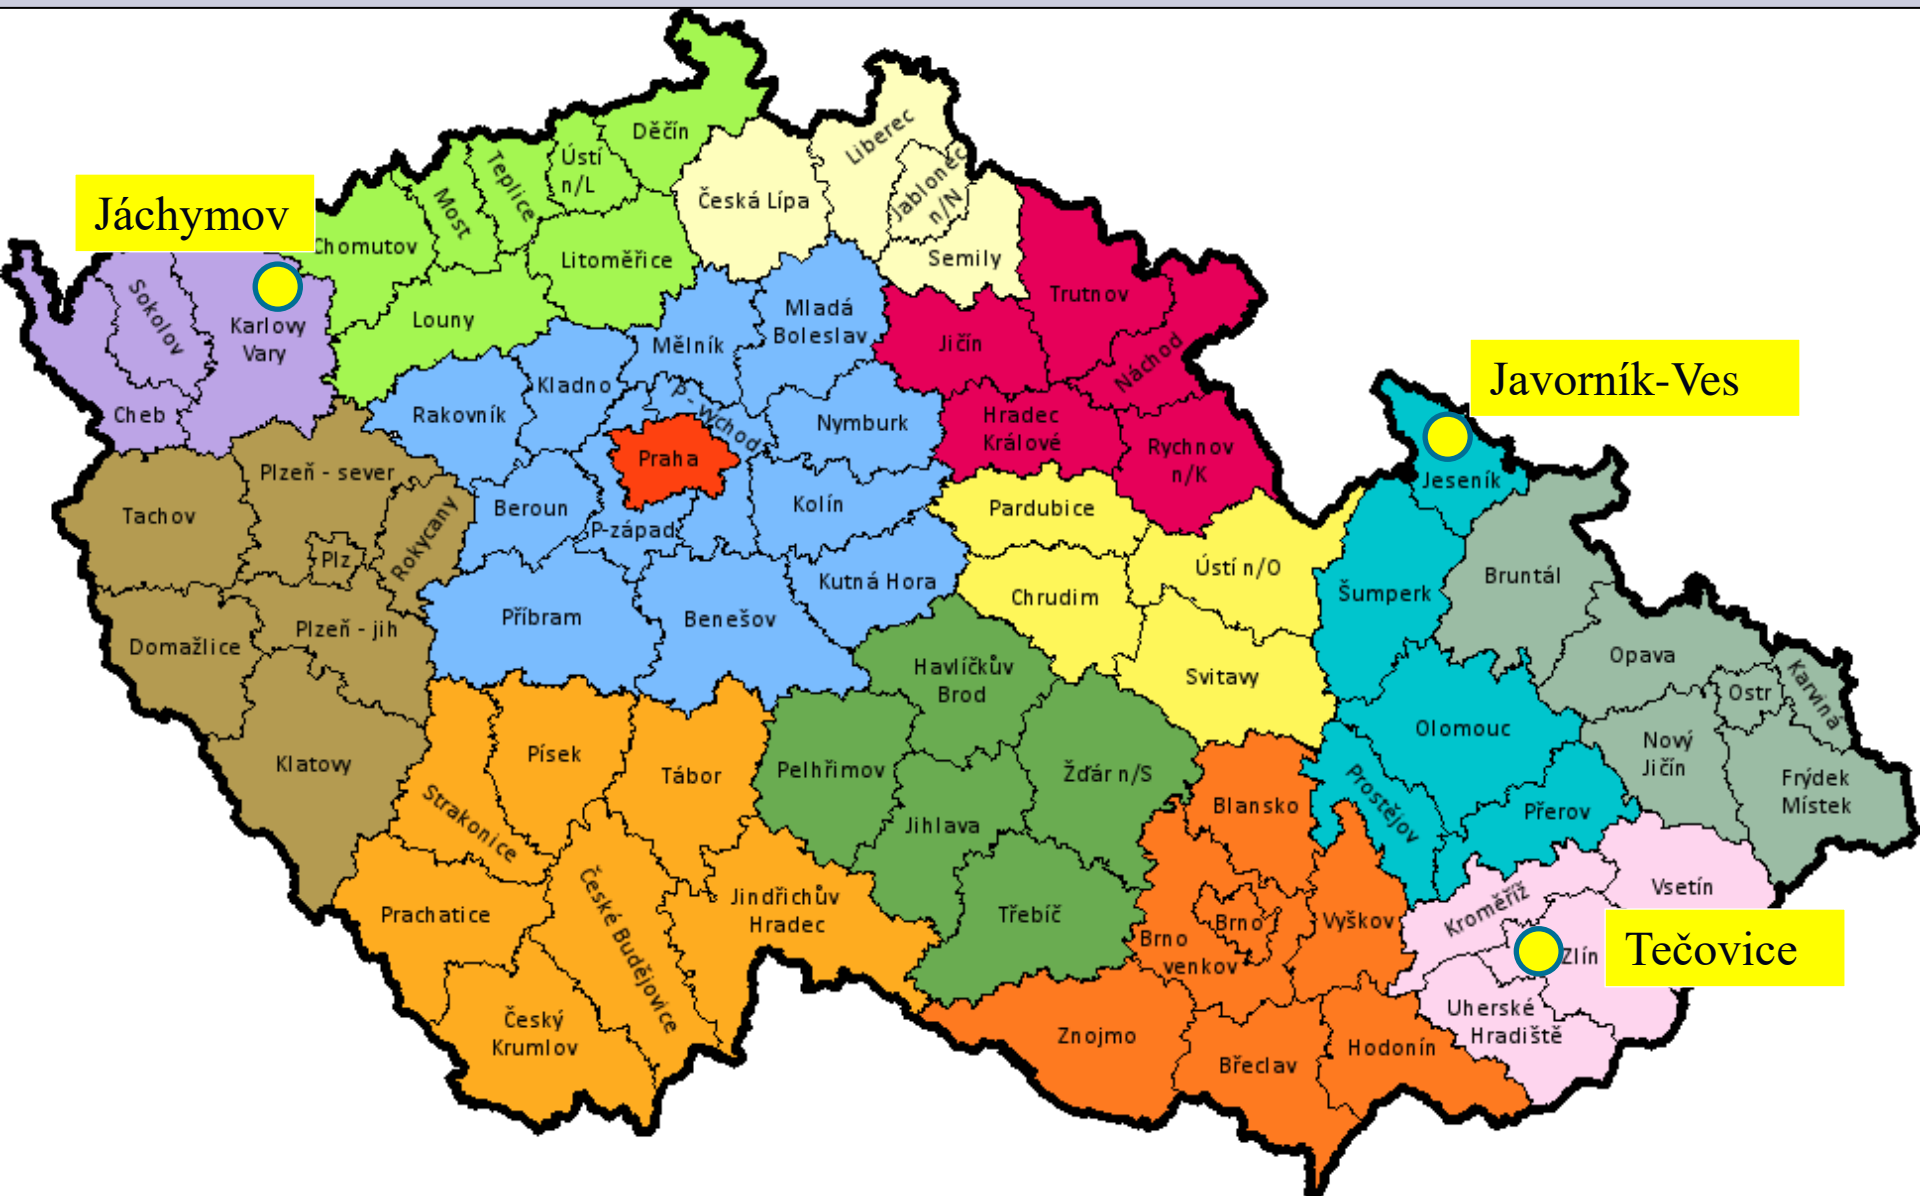 Děčín
Liberec
Ústí
n/L
Teplice
Jablonec
n/N
Most
Česká Lípa
Jáchymov
Chomutov
Litoměřice
Semily
Trutnov
Sokolov
Karlovy
Vary
Louny
Mladá
Boleslav
Mělník
Jičín
Náchod
Javorník-Ves
Kladno
Cheb
Rakovník
P-východ
Nymburk
Hradec
Králové
Rychnov
n/K
Praha
Plzeň - sever
Jeseník
Tachov
Beroun
Kolín
Pardubice
P-západ
Rokycany
Plz
Kutná Hora
Ústí n/O
Bruntál
Šumperk
Chrudim
Příbram
Benešov
Domažlice
Plzeň - jih
Opava
Havlíčkův
Brod
Svitavy
Ostr
Karviná
Olomouc
Klatovy
Písek
Tábor
Pelhřimov
Žďár n/S
Nový
Jičín
Frýdek
Místek
Prostějov
Přerov
Blansko
Strakonice
Jihlava
Vsetín
Jindřichův
Hradec
České Budějovice
Prachatice
Třebíč
Brno
Vyškov
Kroměříž
Brno
venkov
Zlín
Tečovice
Uherské
Hradiště
Český
Krumlov
Znojmo
Hodonín
Břeclav